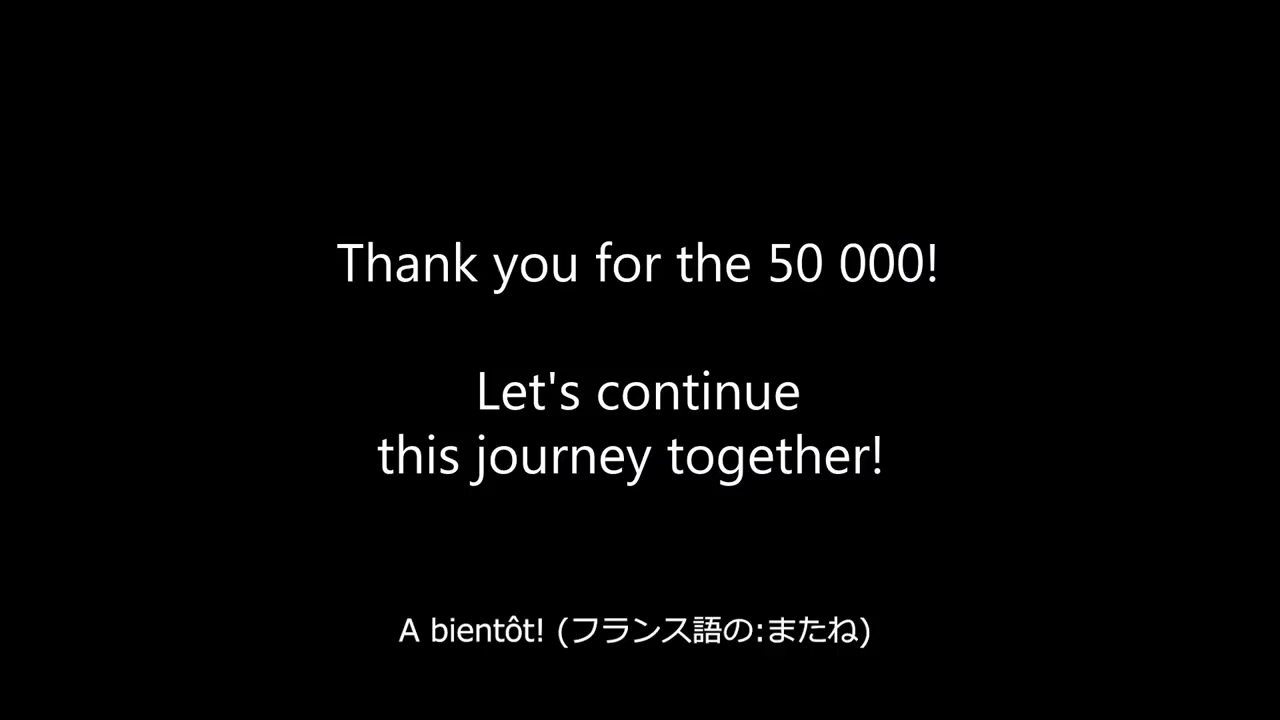 Thank you for the 50 000!
Let's continue
this journey together!
A bientôt! (フランス語の:またね)